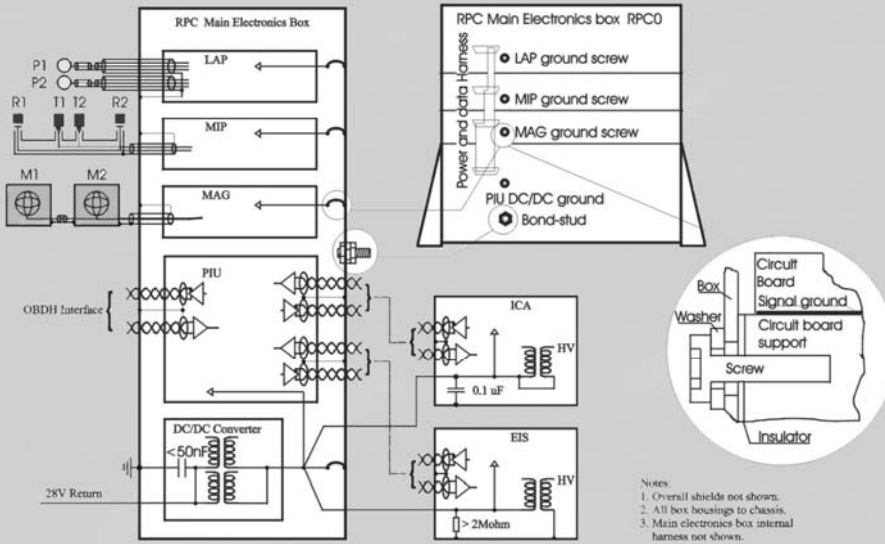 RPC Main Electronics Box
LAP
P1
P2
R1
T1
T2
R2
MIP
M1
M2
MAG
PIU
OBDH Interface
DC/DC Converter
<50nF
28V Return
ICA
HV
0.1 uF
EIS
HV
> 2Mohm
RPC Main Electronics box RPC0
Power and data Harness
LAP ground screw
MIP ground screw
MAG ground screw
PIU DC/DC ground
Bond-stud
Circuit
Board
Signal ground
Box
Washer
Circuit board
support
Screw
Insulator
Notes:
1. Overall shields not shown.
2. All box housings to chassis.
3. Main electronics box internal
harness not shown.